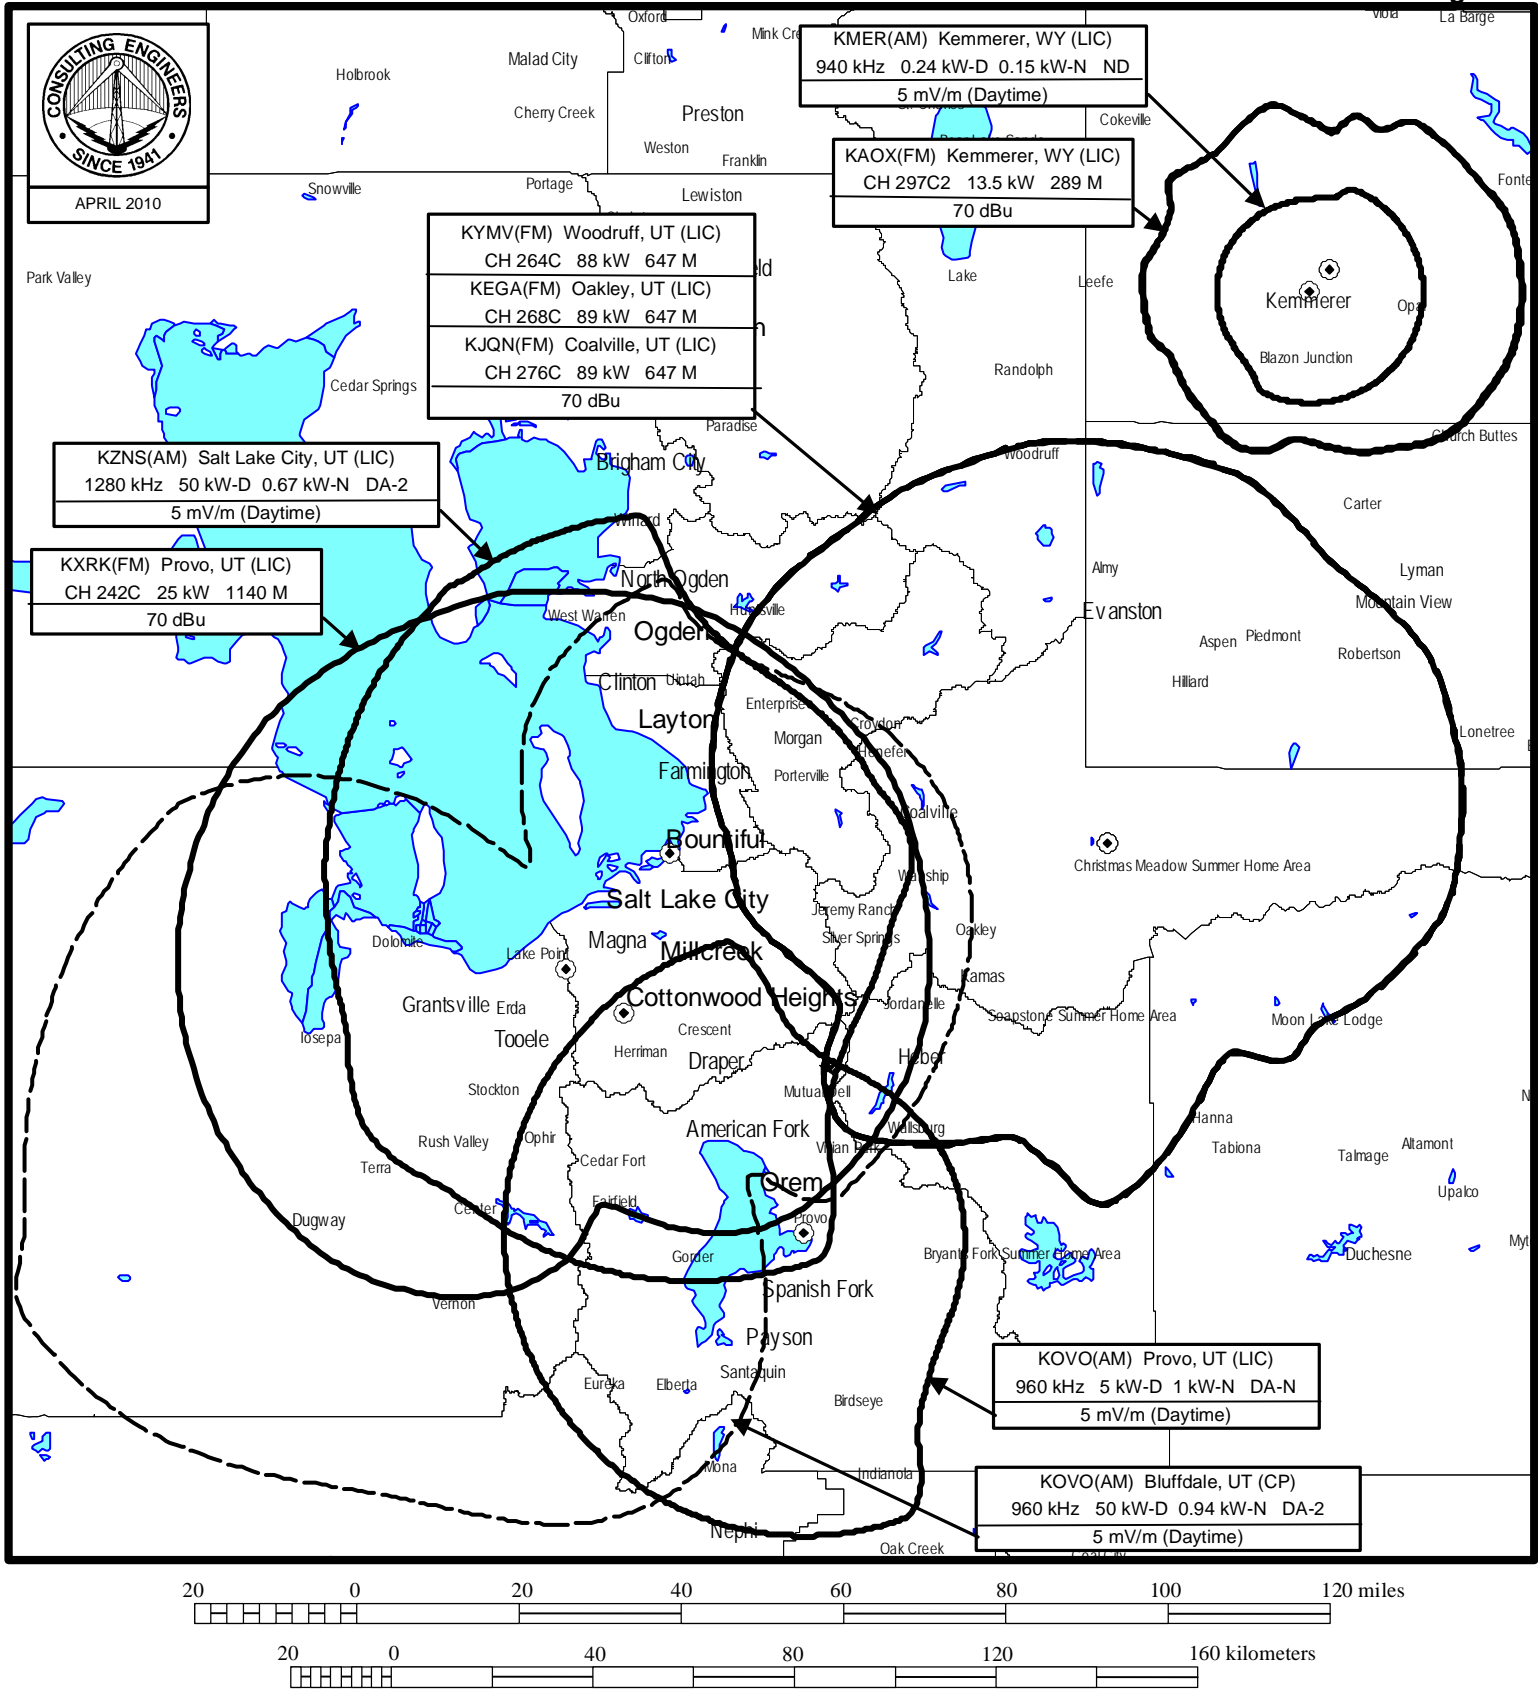 CONSULTING ENGINEERS
SINCE 1941
APRIL 2010
Oxford
Mink Cre
La Barge
Malad City
Clifton
Holbrook
KMER(AM) Kemmerer, WY (LIC)
940 kHz 0.24 kW-D 0.15 kW-N ND
5 mV/m (Daytime)
Cherry Creek
Preston
Cokeville
Weston
Franklin
KAOX(FM) Kemmerer, WY (LIC)
CH 297C2 13.5 kW 289 M
70 dBu
Fonte
Snowville
Portage
Lewiston
KYMV(FM) Woodruff, UT (LIC)
CH 264C 88 kW 647 M
KEGA(FM) Oakley, UT (LIC)
CH 268C 89 kW 647 M
KJQN(FM) Coalville, UT (LIC)
CH 276C 89 kW 647 M
70 dBu
Park Valley
Lake
Leefe
Kemmerer
Opa
Blazon Junction
Randolph
Cedar Springs
Paradise
Church Buttes
Woodruff
Brigham City
KZNS(AM) Salt Lake City, UT (LIC)
1280 kHz 50 kW-D 0.67 kW-N DA-2
5 mV/m (Daytime)
Carter
Willard
KXRK(FM) Provo, UT (LIC)
CH 242C 25 kW 1140 M
70 dBu
North Ogden
Almy
Lyman
Mountain View
Evanston
West Warren
Huntsville
Ogden
Aspen
Piedmont
Robertson
Clinton
Uintah
Hilliard
Enterprise
Layton
Croydon
Morgan
Henefer
Lonetree
Farmington
Porterville
Coalville
Bountiful
Christmas Meadow Summer Home Area
Wanship
Salt Lake City
Jeremy Ranch
Silver Springs
Oakley
Magna
Millcreek
Dolomite
Lake Point
Kamas
Grantsville
Erda
Cottonwood Heights
Jordanelle
Soapstone Summer Home Area
Moon Lake Lodge
Iosepa
Tooele
Crescent
Herriman
Draper
Heber
Stockton
Mutual Dell
Hanna
American Fork
Wallsburg
Rush Valley
Ophir
Vivian Park
Tabiona
Altamont
Talmage
Terra
Cedar Fort
Orem
Upalco
Fairfield
Center
Dugway
Provo
Gorder
Bryants Fork Summer Home Area
Duchesne
Myt
Spanish Fork
Vernon
Payson
KOVO(AM) Provo, UT (LIC)
960 kHz 5 kW-D 1 kW-N DA-N
5 mV/m (Daytime)
Santaquin
Eureka
Elberta
Birdseye
Mona
Indianola
KOVO(AM) Bluffdale, UT (CP)
960 kHz 50 kW-D 0.94 kW-N DA-2
5 mV/m (Daytime)
Nephi
Oak Creek
20 0 20 40 60 80 100 120 miles
20 0 40 80 120 160 kilometers